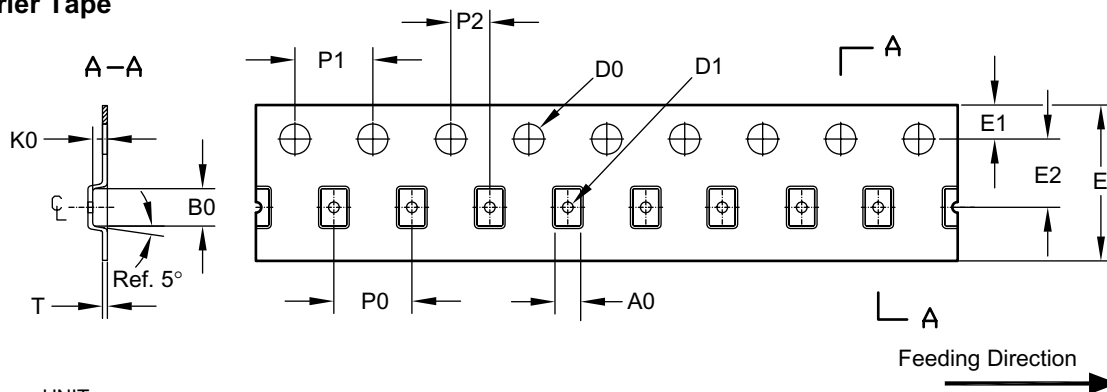 rier Tape
P2
A
A-A
P1
D0
D1
K0
E1
E2
E
B0
Ref. 5°
T
P0
A0
A
Feeding Direction